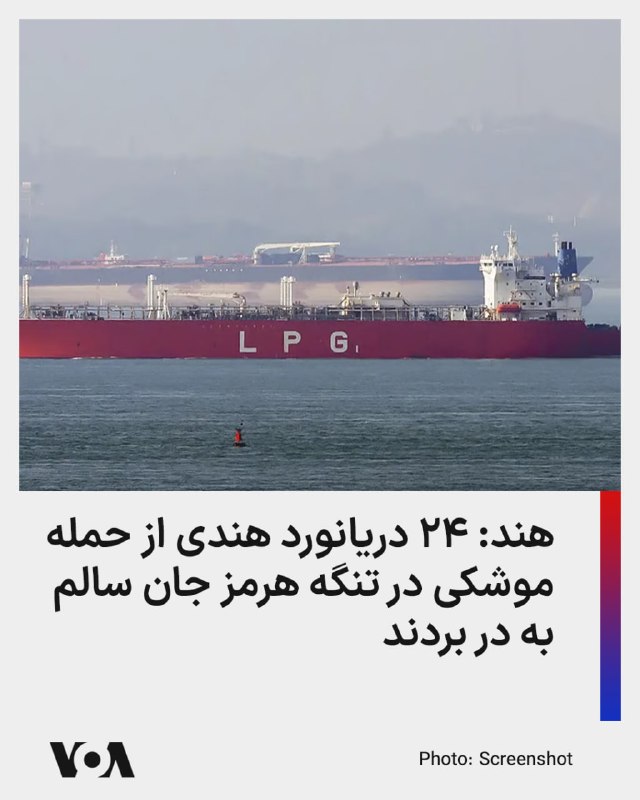 LPG
هند: ۲۴ دریانورد هندی از حمله
موشکی در تنگه هرمز جان سالم
به در بردند
VOA
Photo: Screenshot